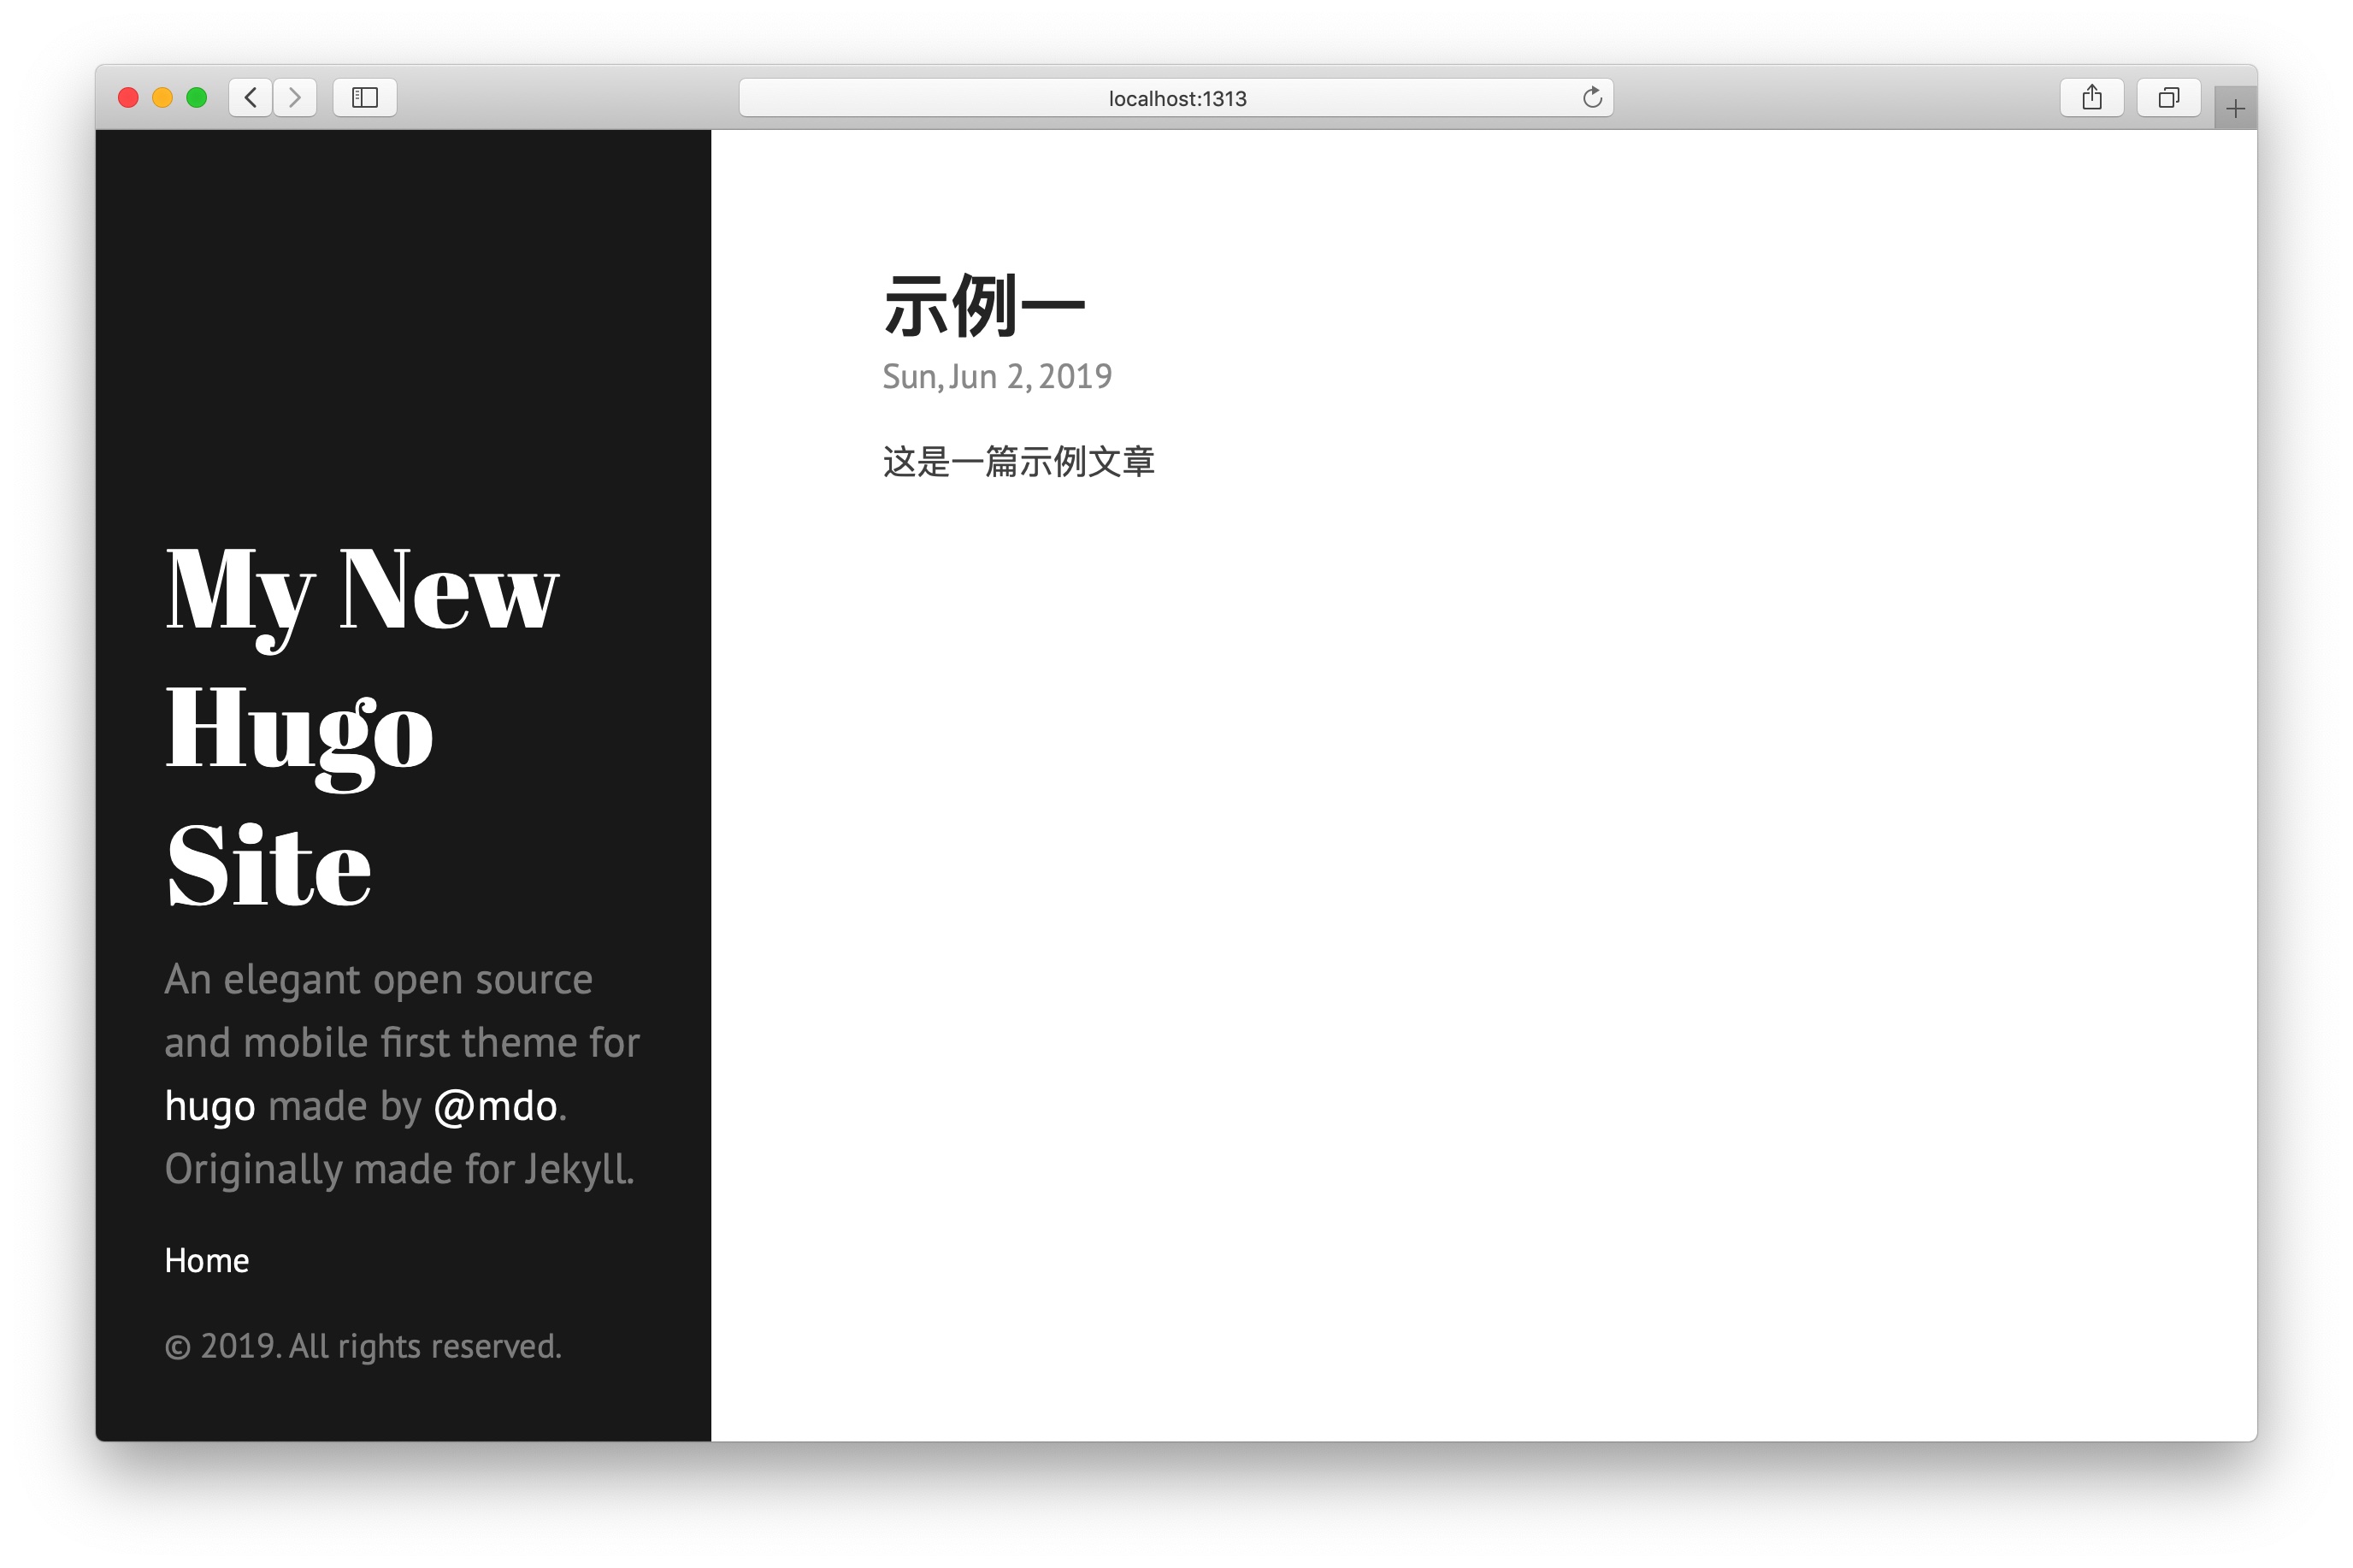 localhost:1313
My New
Hugo
Site
An elegant open source
and mobile first theme for
hugo made by @mdo.
Originally made for Jekyll.
Home
© 2019. All rights reserved.
示例一
Sun, Jun 2, 2019
这是一篇示例文章